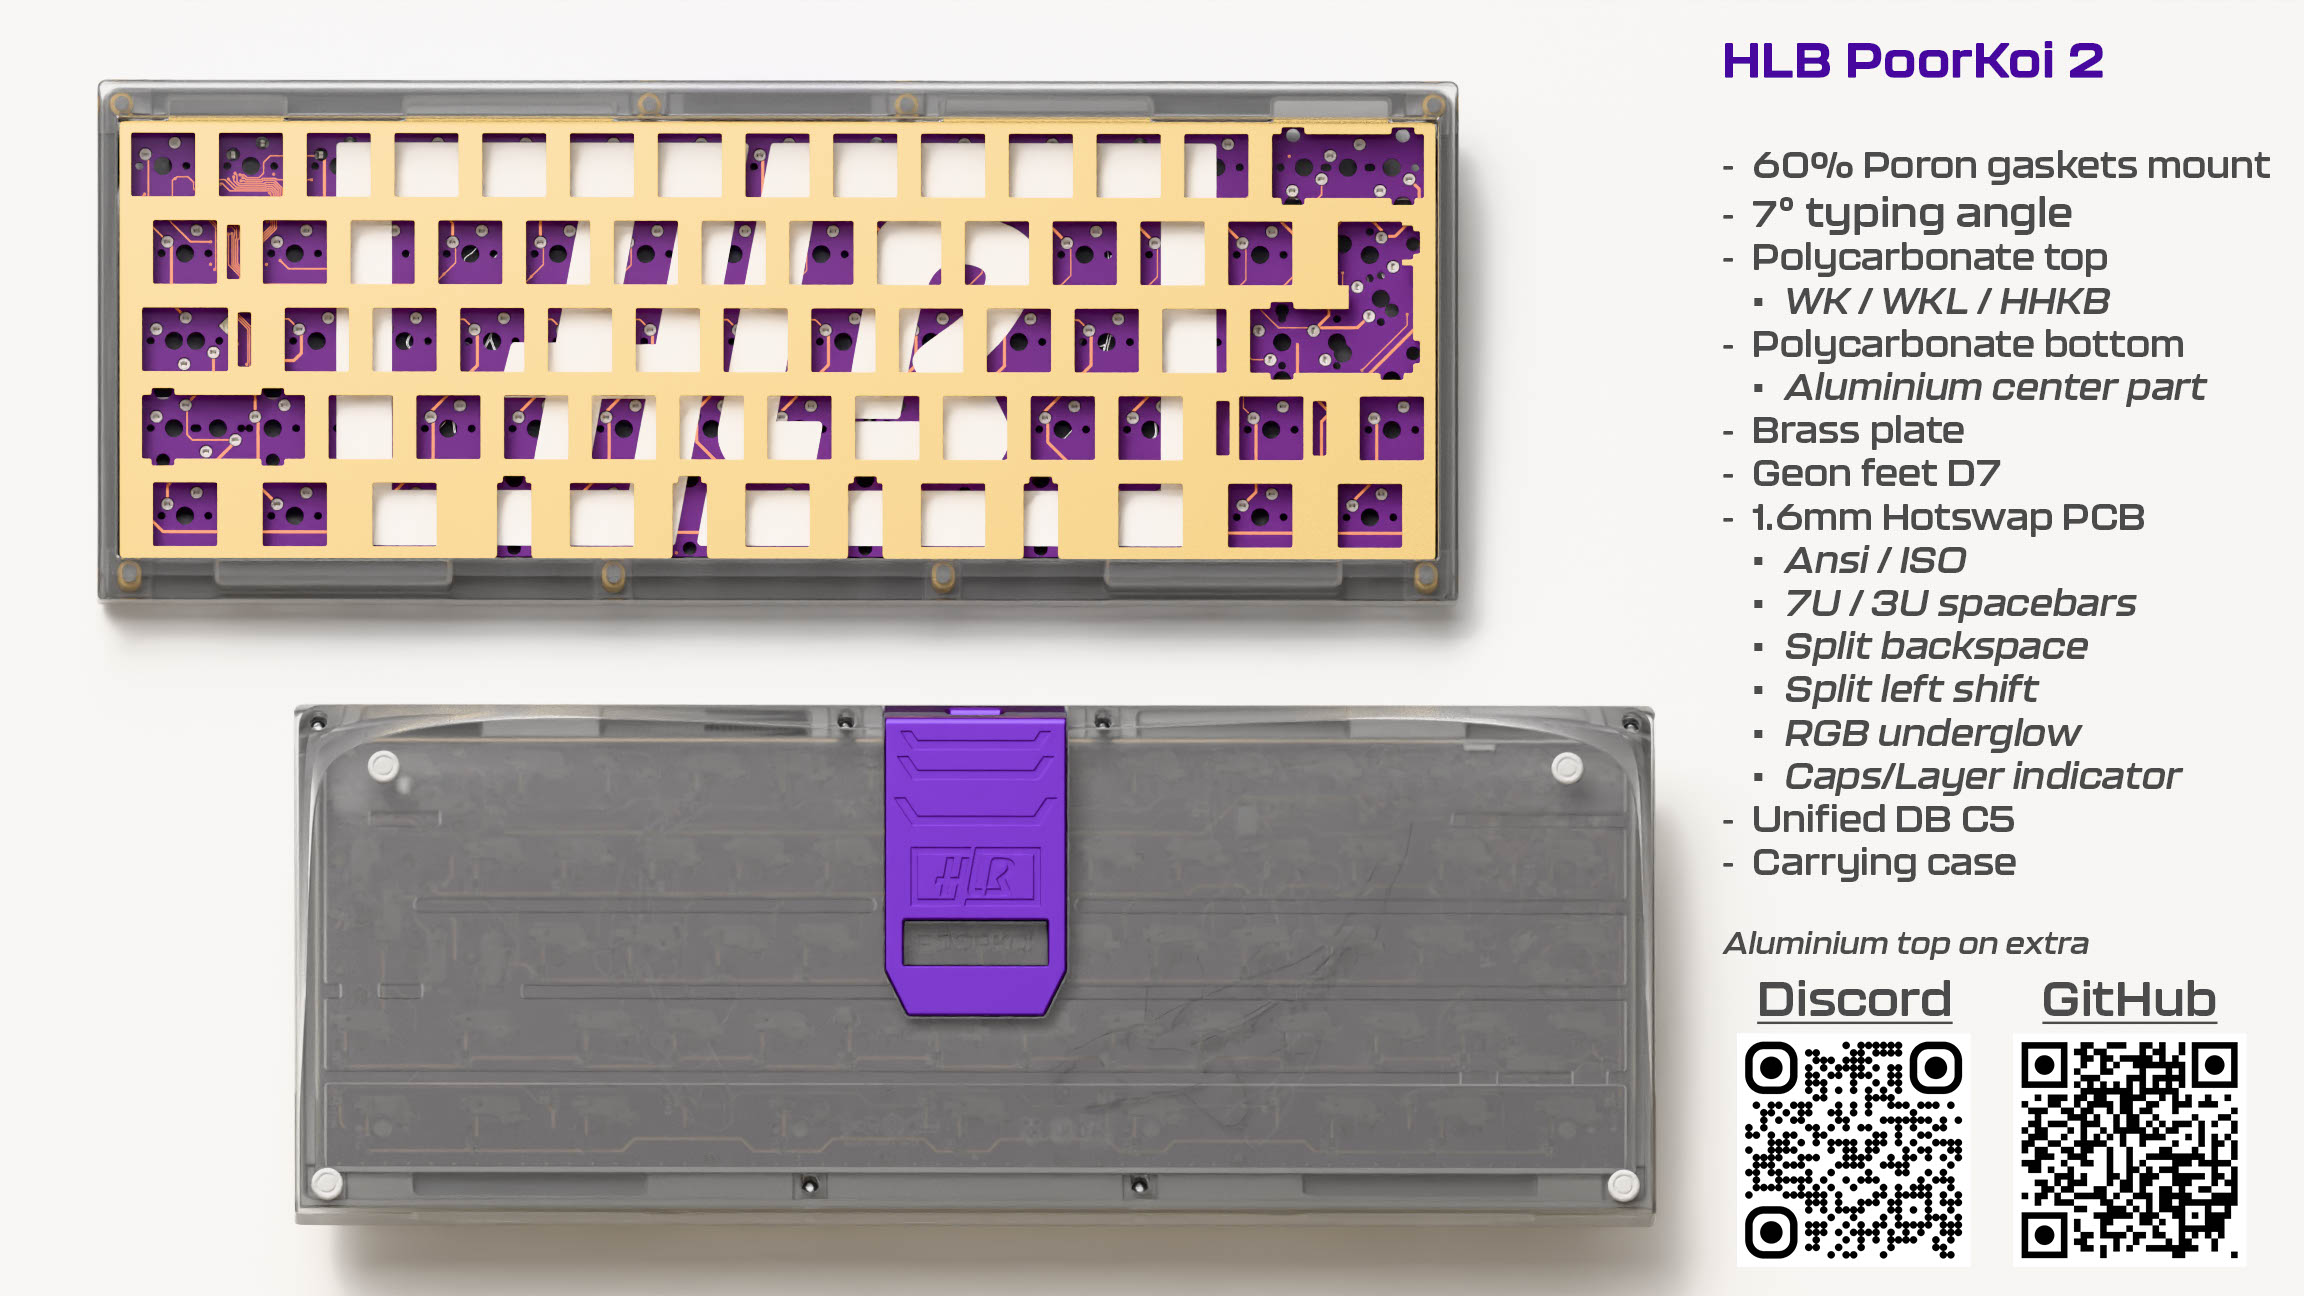 HLB PoorKoi 2
- 60% Poron gaskets mount
- 7° typing angle
- Polycarbonate top
▪ WK / WKL / HHKB
- Polycarbonate bottom
▪ Aluminium center part
- Brass plate
- Geon feet D7
- 1.6mm Hotswap PCB
▪ Ansi / ISO
▪ 7U / 3U spacebars
▪ Split backspace
▪ Split left shift
▪ RGB underglow
▪ Caps/Layer indicator
- Unified DB C5
- Carrying case
Aluminium top on extra
Discord GitHub
HLB